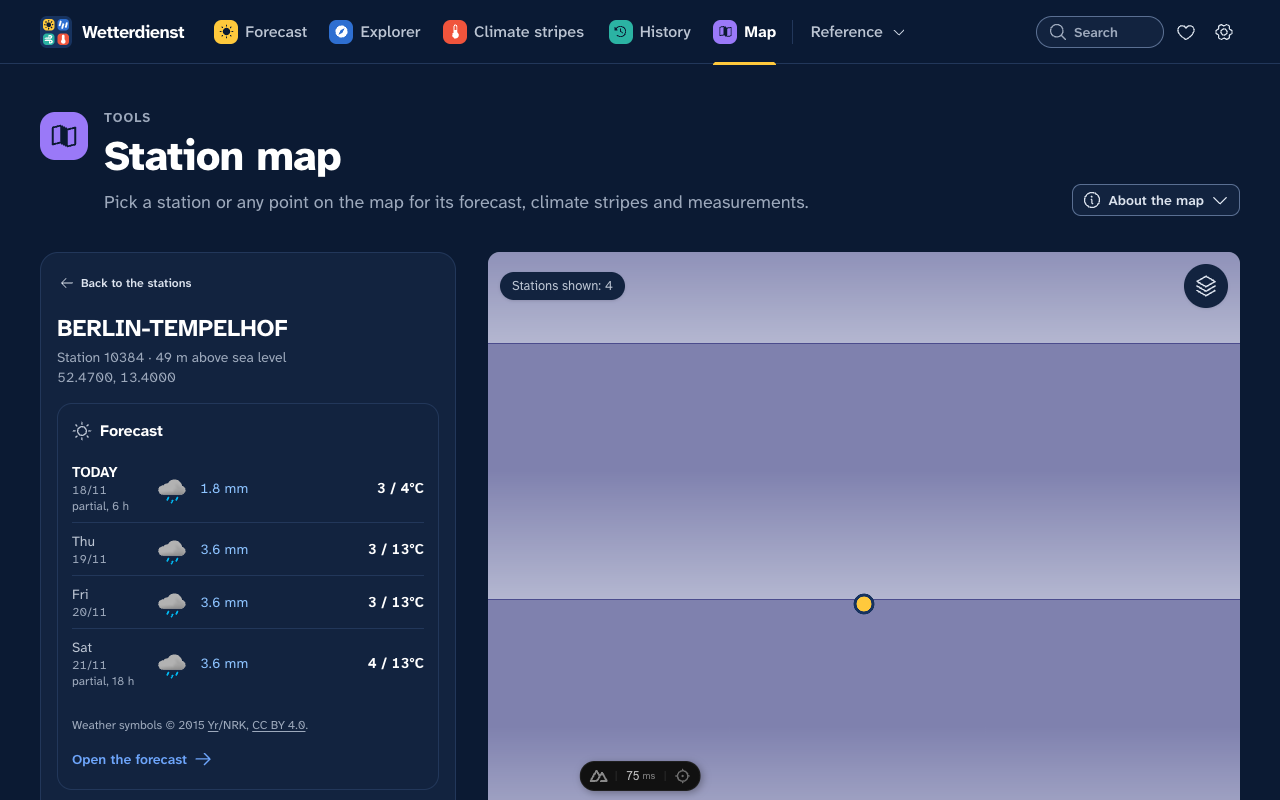 Wetterdienst
Forecast
Explorer
Climate stripes
History
Map
Reference
Search
TOOLS
Station map
Pick a station or any point on the map for its forecast, climate stripes and measurements.
About the map
Back to the stations
BERLIN-TEMPELHOF
Station 10384 · 49 m above sea level
52.4700, 13.4000
Forecast
TODAY
18/11
partial, 6 h
1.8 mm
3 / 4°C
Thu
19/11
3.6 mm
3 / 13°C
Fri
20/11
3.6 mm
3 / 13°C
Sat
21/11
partial, 18 h
3.6 mm
4 / 13°C
Weather symbols © 2015 Yr/NRK, CC BY 4.0.
Open the forecast
Stations shown: 4
75 ms